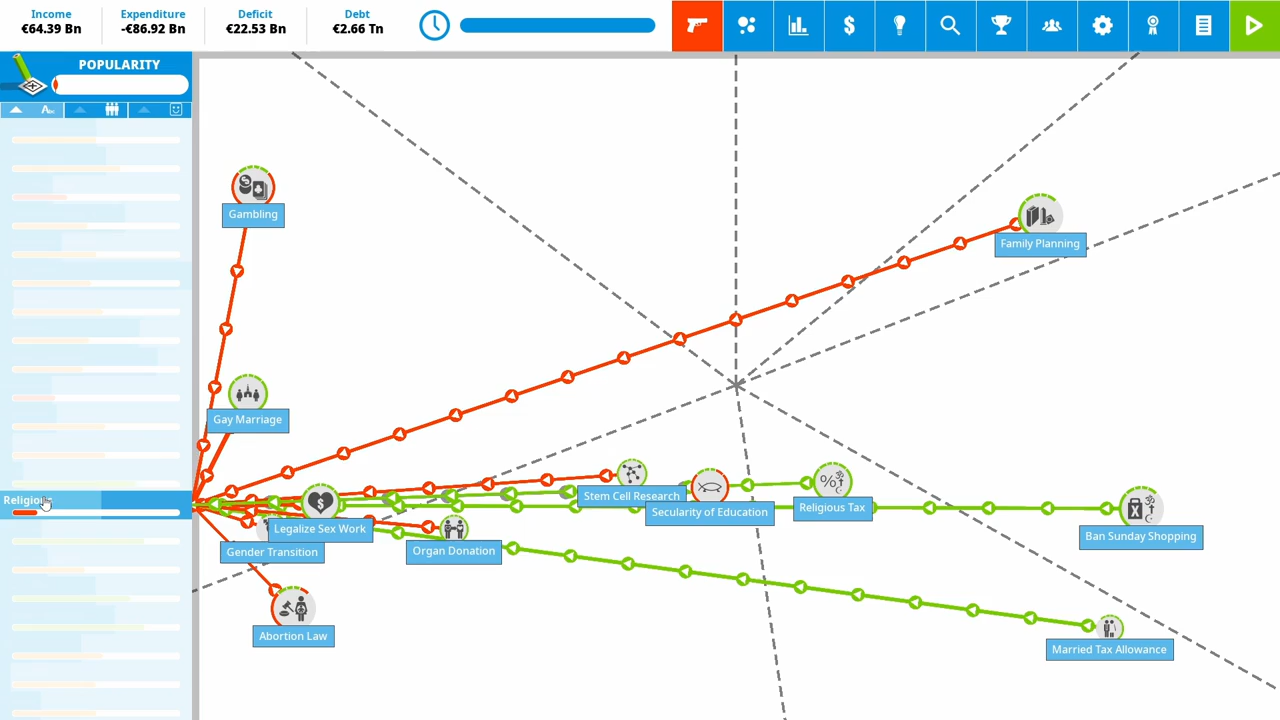 Income
€64.39 Bn
Expenditure
-€86.92 Bn
Deficit
€22.53 Bn
Debt
€2.66 Tn
POPULARITY
Gambling
Family Planning
Gay Marriage
Religious
Stem Cell Research
Secularity of Education
Religious Tax
Legalize Sex Work
Ban Sunday Shopping
Gender Transition
Organ Donation
Abortion Law
Married Tax Allowance